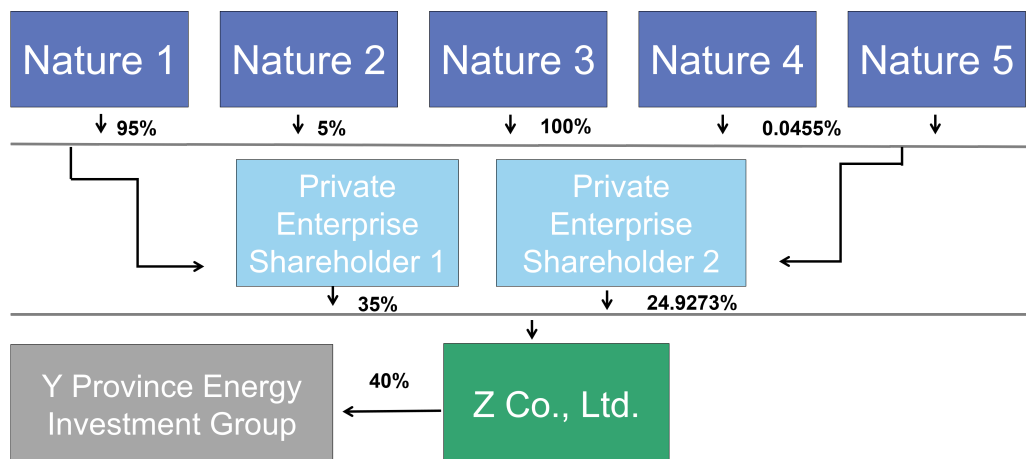 Nature 1
Nature 2
Nature 3
Nature 4
Nature 5
95%
5%
100%
0.0455%
Private
Enterprise
Shareholder 1
Private
Enterprise
Shareholder 2
35%
24.9273%
Y Province Energy
Investment Group
40%
Z Co., Ltd.